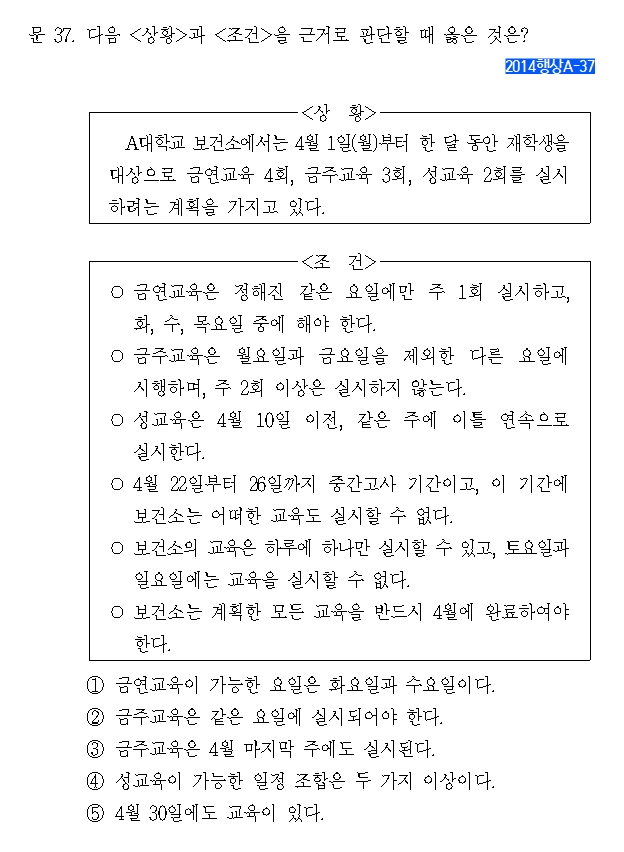 문 37. 다음 <상황>과 <조건>을 근거로 판단할 때 옳은 것은?
2014행상A-37
<상 황>
A대학교 보건소에서는 4월 1일(월)부터 한 달 동안 재학생을
대상으로 금연교육 4회, 금주교육 3회, 성교육 2회를 실시
하려는 계획을 가지고 있다.
<조 건>
○ 금연교육은 정해진 같은 요일에만 주 1회 실시하고,
화, 수, 목요일 중에 해야 한다.
○ 금주교육은 월요일과 금요일을 제외한 다른 요일에
시행하며, 주 2회 이상은 실시하지 않는다.
○ 성교육은 4월 10일 이전, 같은 주에 이틀 연속으로
실시한다.
○ 4월 22일부터 26일까지 중간고사 기간이고, 이 기간에
보건소는 어떠한 교육도 실시할 수 없다.
○ 보건소의 교육은 하루에 하나만 실시할 수 있고, 토요일과
일요일에는 교육을 실시할 수 없다.
○ 보건소는 계획한 모든 교육을 반드시 4월에 완료하여야
한다.
① 금연교육이 가능한 요일은 화요일과 수요일이다.
② 금주교육은 같은 요일에 실시되어야 한다.
③ 금주교육은 4월 마지막 주에도 실시된다.
④ 성교육이 가능한 일정 조합은 두 가지 이상이다.
⑤ 4월 30일에도 교육이 있다.